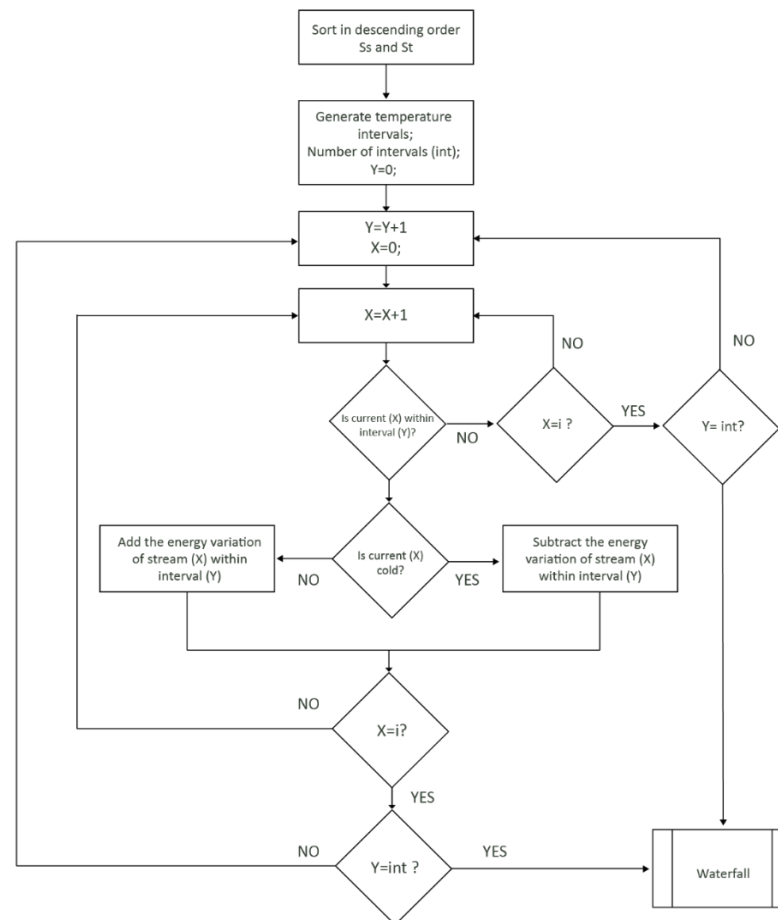 Sort in descending order
Ss and St
Generate temperature
intervals;
Number of intervals (int);
Y=0;
Y=Y+1
X=0;
X=X+1
NO
NO
Is current (X) within
interval (Y)?
NO
X=i ?
YES
Y= int?
Add the energy variation
of stream (X) within
interval (Y)
NO
Is current (X)
cold?
YES
Subtract the energy
variation of stream (X)
within interval (Y)
NO
X=i?
YES
NO
Y=int ?
YES
Waterfall